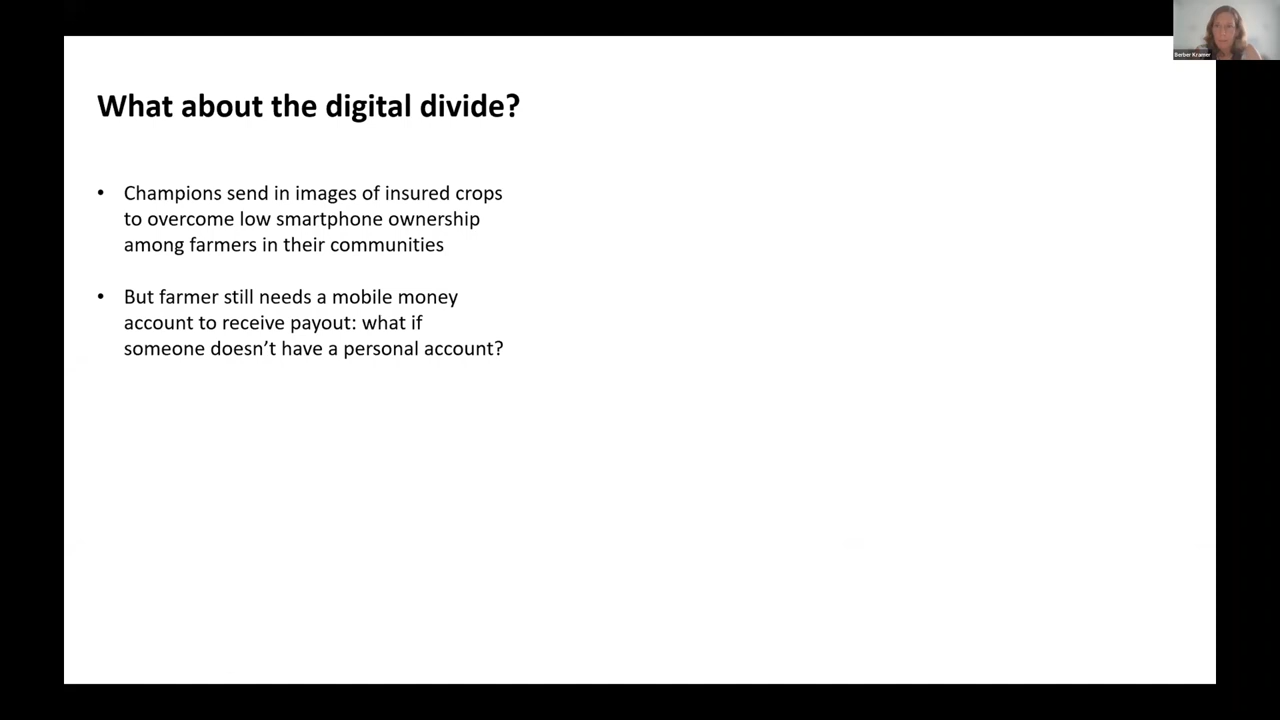 Berber Kramer
What about the digital divide?
• Champions send in images of insured crops
to overcome low smartphone ownership
among farmers in their communities
• But farmer still needs a mobile money
account to receive payout: what if
someone doesn’t have a personal account?